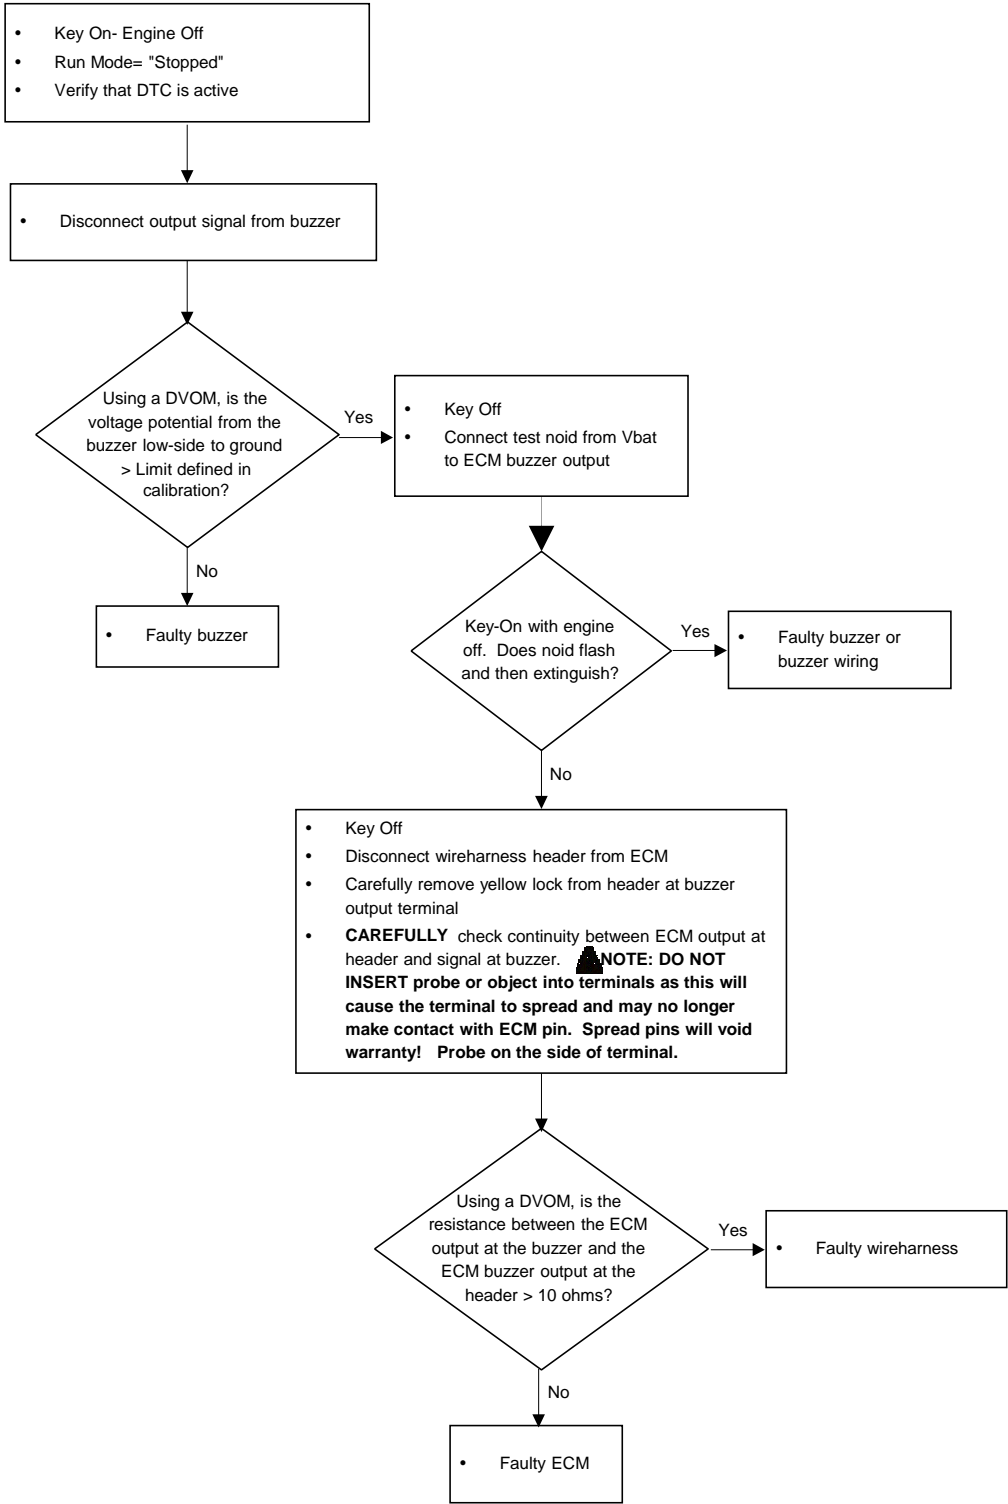 • Key On- Engine Off
• Run Mode= "Stopped"
• Verify that DTC is active
• Disconnect output signal from buzzer
Using a DVOM, is the
voltage potential from the
buzzer low-side to ground
> Limit defined in
calibration?
Yes
• Key Off
• Connect test noid from Vbat
to ECM buzzer output
No
• Faulty buzzer
Key-On with engine
off. Does noid flash
and then extinguish?
Yes
• Faulty buzzer or
buzzer wiring
No
• Key Off
• Disconnect wireharness header from ECM
• Carefully remove yellow lock from header at buzzer
output terminal
• CAREFULLY check continuity between ECM output at
header and signal at buzzer. NOTE: DO NOT
INSERT probe or object into terminals as this will
cause the terminal to spread and may no longer
make contact with ECM pin. Spread pins will void
warranty! Probe on the side of terminal.
Using a DVOM, is the
resistance between the ECM
output at the buzzer and the
ECM buzzer output at the
header > 10 ohms?
Yes
• Faulty wireharness
No
• Faulty ECM